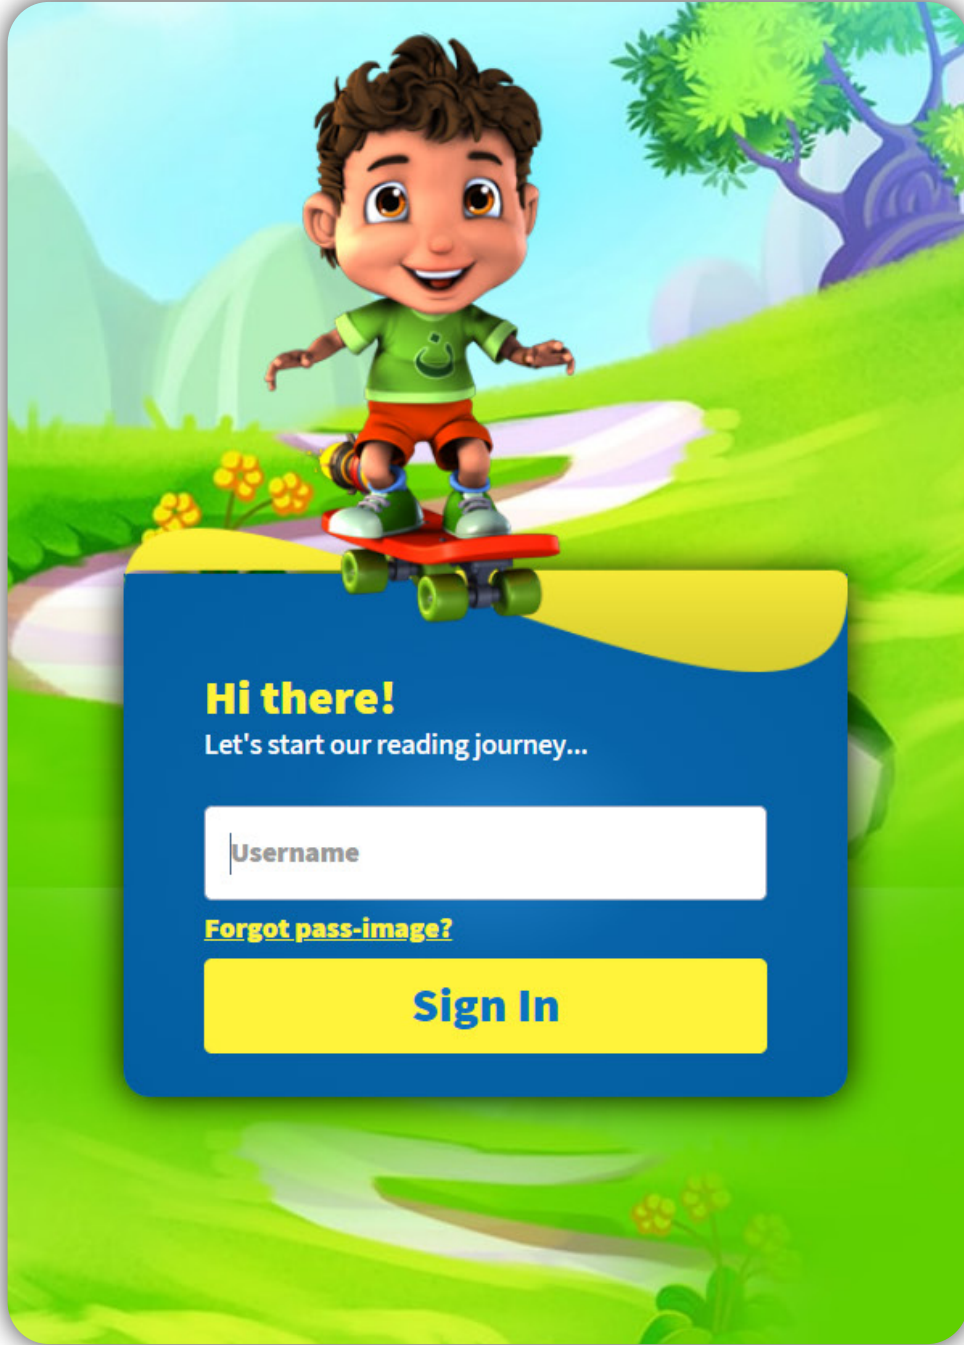 ن
Hi there!
Let's start our reading journey...
Username
Forgot pass-image?
Sign In